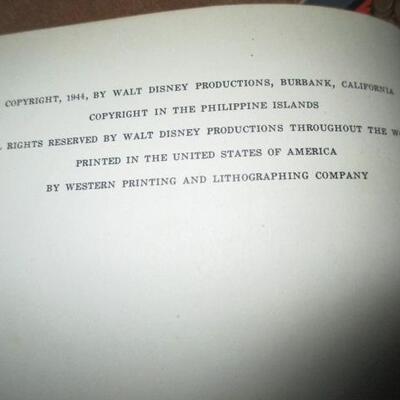 COPYRIGHT, 1944, BY WALT DISNEY PRODUCTIONS, BURBANK, CALIFORNIA
COPYRIGHT IN THE PHILIPPINE ISLANDS
RIGHTS RESERVED BY WALT DISNEY PRODUCTIONS THROUGHOUT THE
PRINTED IN THE UNITED STATES OF AMERICA
BY WESTERN PRINTING AND LITHOGRAPHING COMPANY